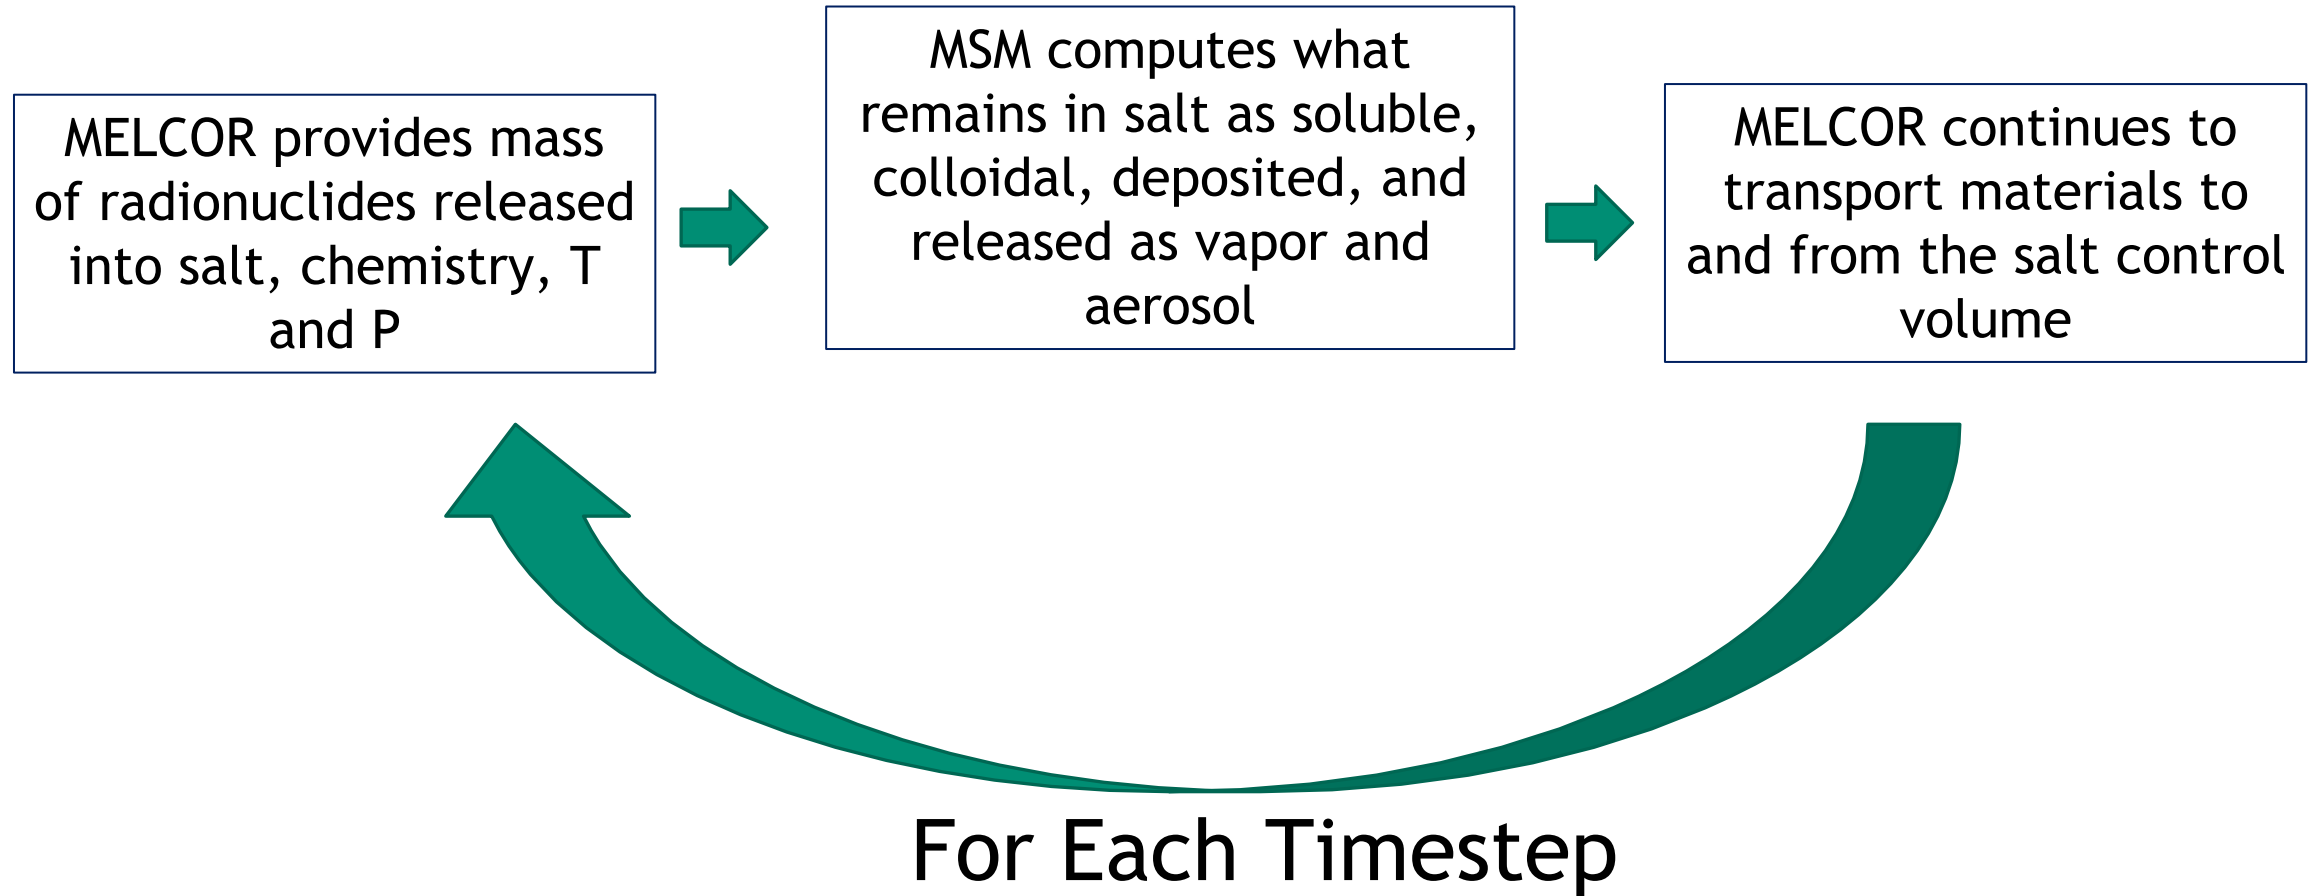 MELCOR provides mass
of radionuclides released
into salt, chemistry, T
and P
MSM computes what
remains in salt as soluble,
colloidal, deposited, and
released as vapor and
aerosol
MELCOR continues to
transport materials to
and from the salt control
volume
For Each Timestep